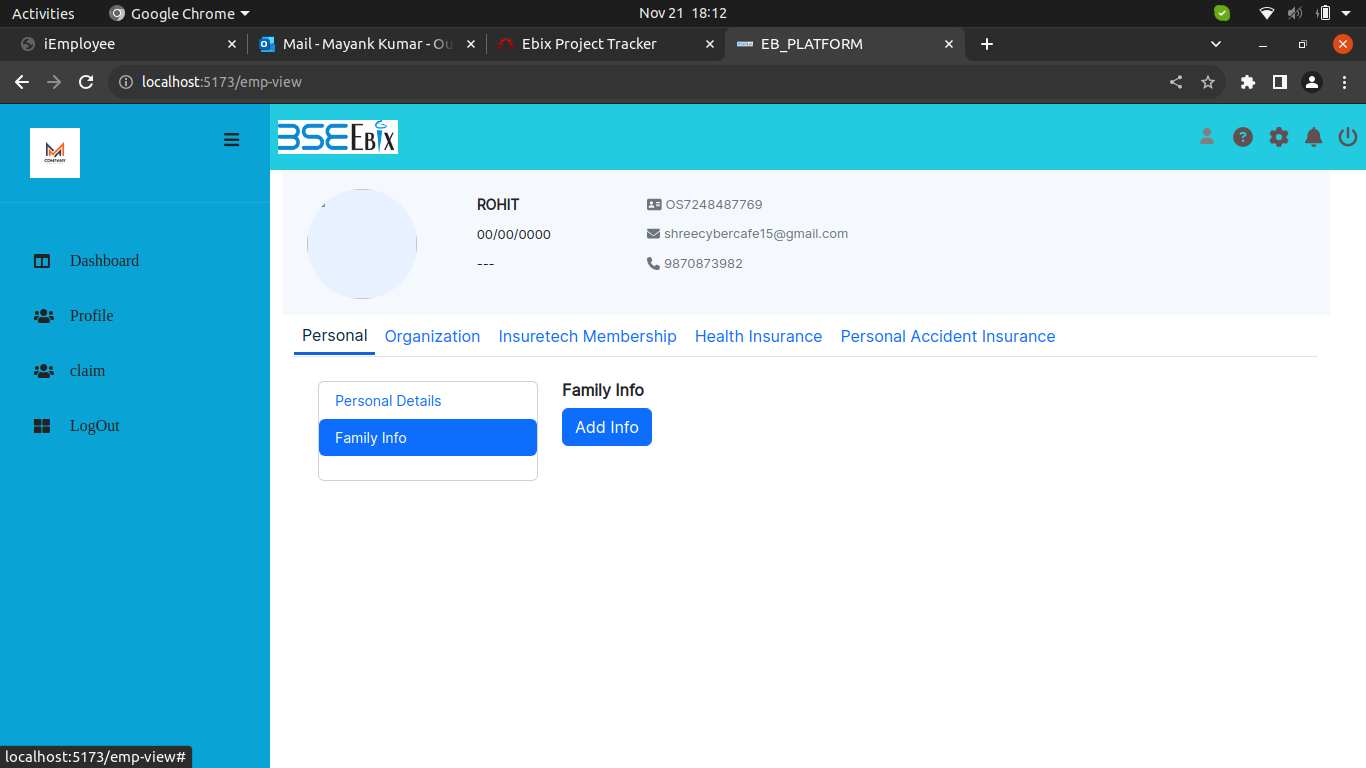 Activities
Google Chrome
Nov 21 18:12
iEmployee
Mail - Mayank Kumar - Ou
Ebix Project Tracker
EB_PLATFORM
localhost:5173/emp-view
M
COMPANY
BSE EBIX
ROHIT
OS7248487769
00/00/0000
shreecybercafe15@gmail.com
---
9870873982
Dashboard
Profile
claim
LogOut
Personal
Organization
Insuretech Membership
Health Insurance
Personal Accident Insurance
Personal Details
Family Info
Family Info
Add Info
localhost:5173/emp-view#